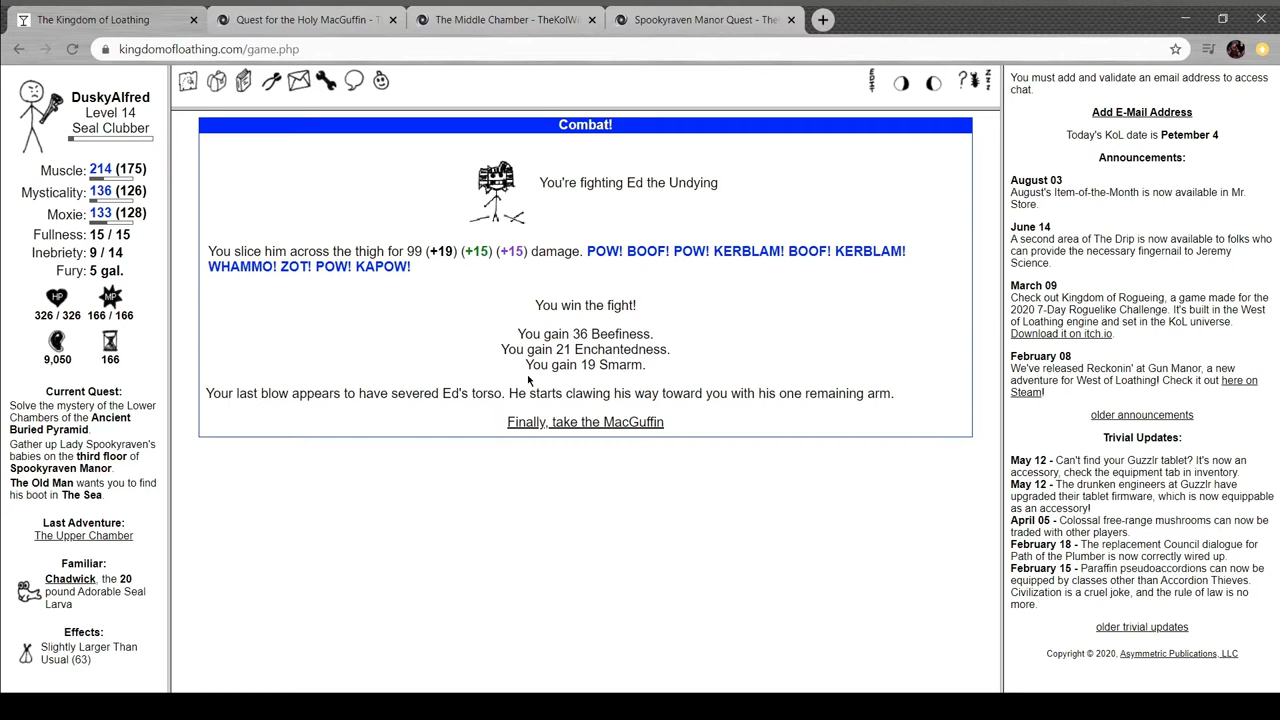 The Kingdom of Loathing
Quest for the Holy MacGuffin - T
The Middle Chamber - TheKolWi
Spookyraven Manor Quest - The
kingdomofloathing.com/game.php
DuskyAlfred
Level 14
Seal Clubber
Muscle: 214 (175)
Mysticality: 136 (126)
Moxie: 133 (128)
Fullness: 15 / 15
Inebriety: 9 / 14
Fury: 5 gal.
HP
MP
326 / 326
166 / 166
9,050
166
Current Quest:
Solve the mystery of the Lower
Chambers of the Ancient
Buried Pyramid.
Gather up Lady Spookyraven's
babies on the third floor of
Spookyraven Manor.
The Old Man wants you to find
his boot in The Sea.
Last Adventure:
The Upper Chamber
Familiar:
Chadwick, the 20
pound Adorable Seal
Larva
Effects:
Slightly Larger Than
Usual (63)
Combat!
You're fighting Ed the Undying
You slice him across the thigh for 99 (+19) (+15) (+15) damage. POW! BOOF! POW! KERBLAM! BOOF! KERBLAM!
WHAMMO! ZOT! POW! KAPOW!
You win the fight!
You gain 36 Beefiness.
You gain 21 Enchantedness.
You gain 19 Smarm.
Your last blow appears to have severed Ed's torso. He starts clawing his way toward you with his one remaining arm.
Finally, take the MacGuffin
You must add and validate an email address to access
chat.
Add E-Mail Address
Today's KoL date is Petember 4
Announcements:
August 03
August's Item-of-the-Month is now available in Mr.
Store.
June 14
A second area of The Drip is now available to folks who
can provide the necessary fingernail to Jeremy
Science.
March 09
Check out Kingdom of Rogueing, a game made for the
2020 7-Day Roguelike Challenge. It's built in the West
of Loathing engine and set in the KoL universe.
Download it on itch.io.
February 08
We've released Reckonin' at Gun Manor, a new
adventure for West of Loathing! Check it out here on
Steam!
older announcements
Trivial Updates:
May 12 - Can't find your Guzzlr tablet? It's now an
accessory, check the equipment tab in inventory.
May 12 - The drunken engineers at Guzzlr have
upgraded their tablet firmware, which is now equippable
as an accessory!
April 05 - Colossal free-range mushrooms can now be
traded with other players.
February 18 - The replacement Council dialogue for
Path of the Plumber is now correctly wired up.
February 15 - Paraffin pseudoaccordions can now be
equipped by classes other than Accordion Thieves.
Civilization is a cruel joke, and the rule of law is no
more.
older trivial updates
Copyright © 2020, Asymmetric Publications, LLC